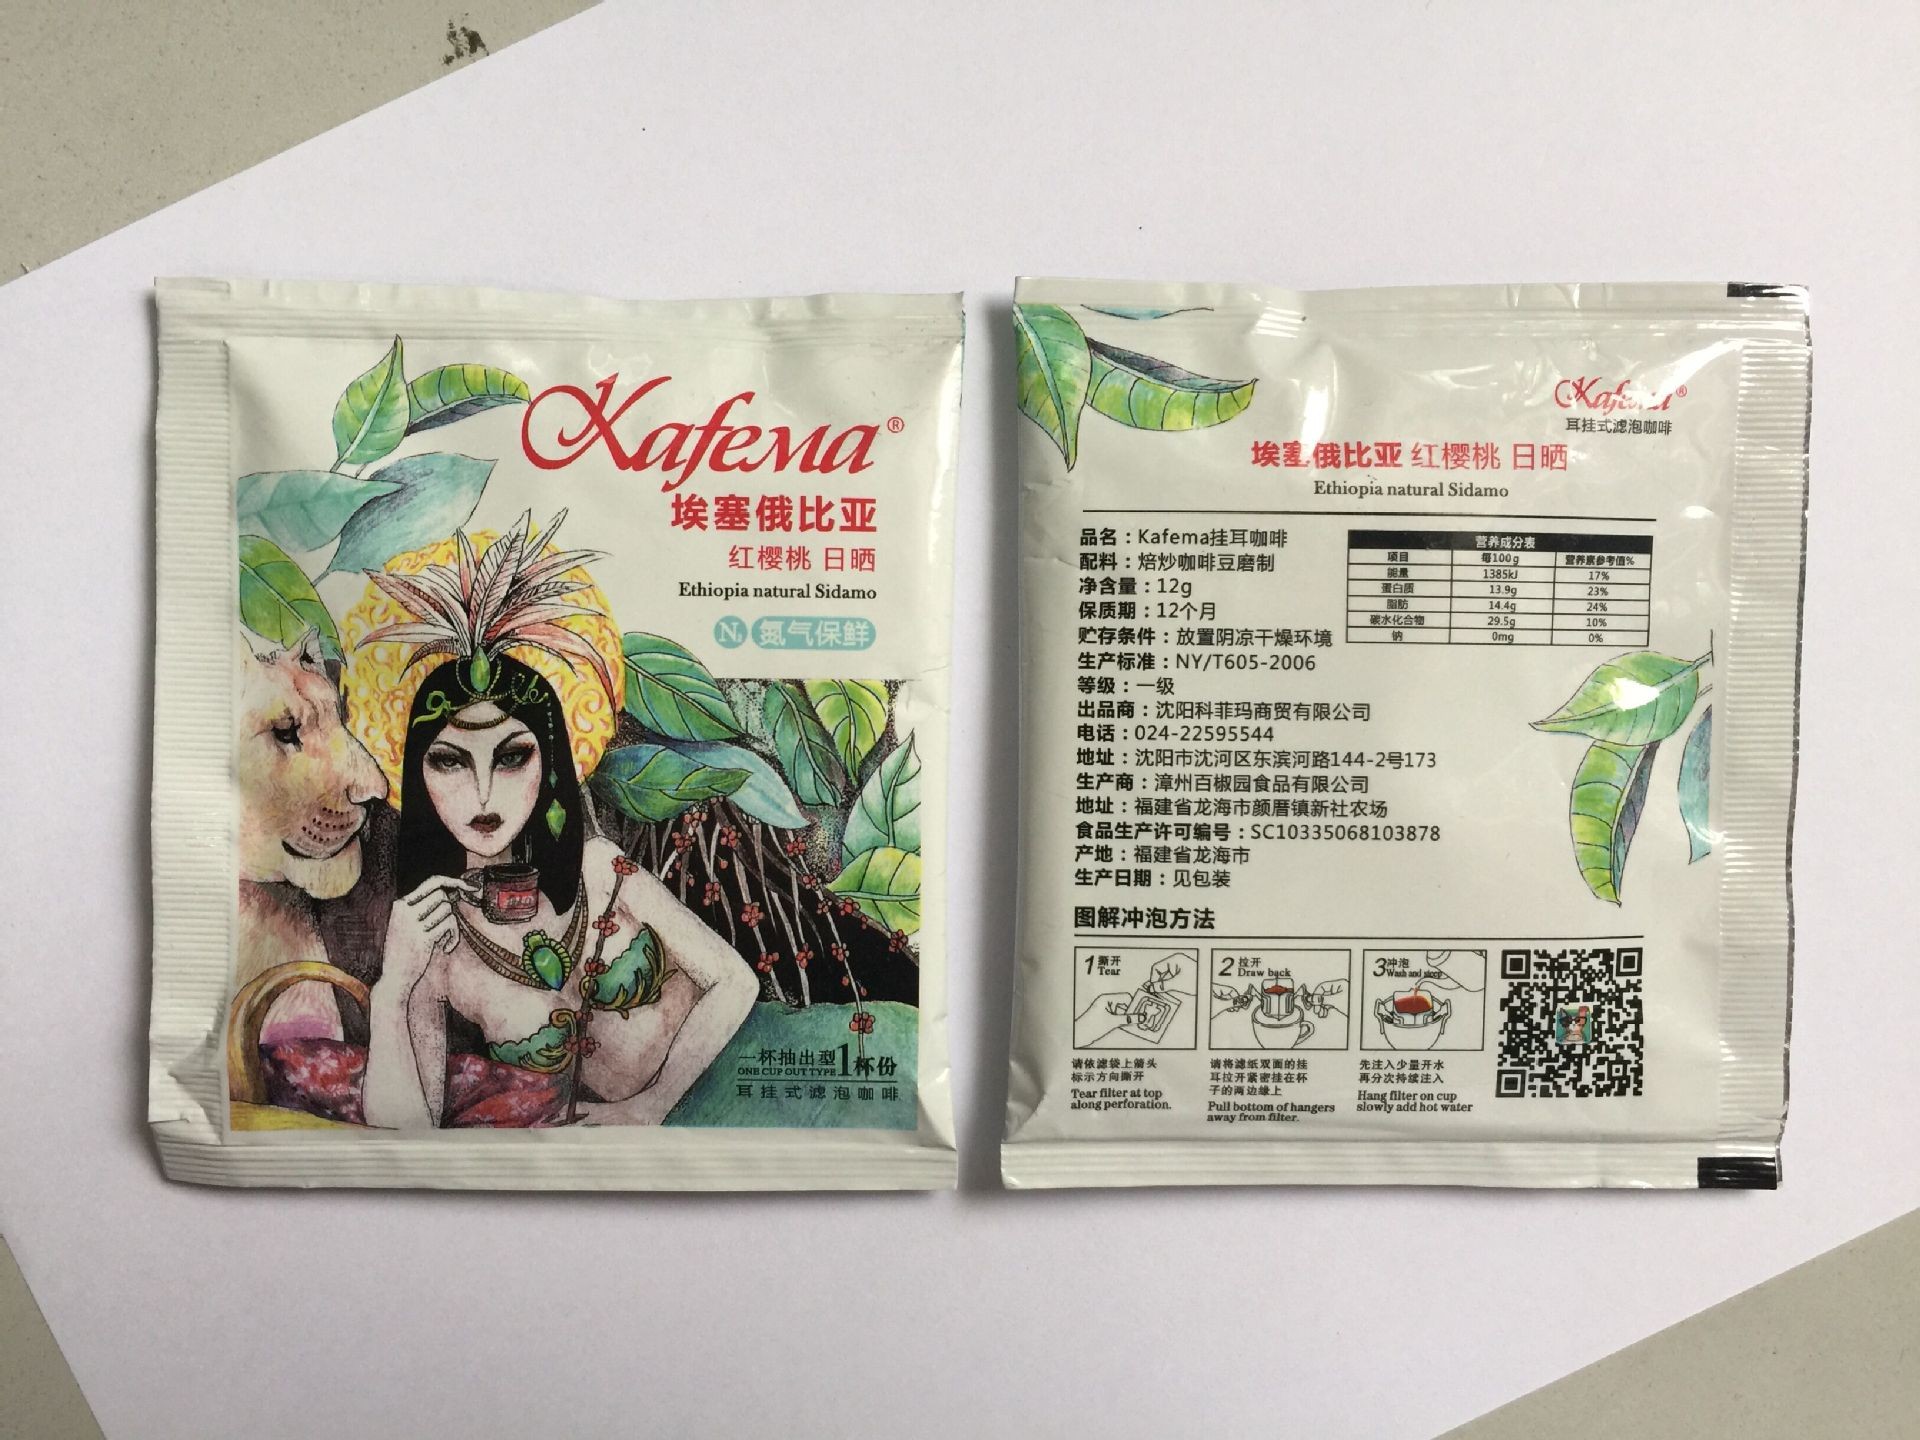 Kafema®
埃塞俄比亚
红樱桃 日晒
Ethiopia natural Sidamo
N₂ 氮气保鲜
一杯抽出型 1杯份
ONE CUP OUT TYPE
耳挂式滤泡咖啡
Kafema®
耳挂式滤泡咖啡
埃塞俄比亚 红樱桃 日晒
Ethiopia natural Sidamo
品名：Kafema挂耳咖啡
配料：焙炒咖啡豆磨制
净含量：12g
保质期：12个月
贮存条件：放置阴凉干燥环境
生产标准：NY/T605-2006
等级：一级
出品商：沈阳科菲玛商贸有限公司
电话：024-22595544
地址：沈阳市沈河区东滨河路144-2号173
生产商：漳州百椒园食品有限公司
地址：福建省龙海市颜厝镇新社农场
食品生产许可编号：SC10335068103878
产地：福建省龙海市
生产日期：见包装
营养成分表
项目 每100g 营养素参考值%
能量 1385kJ 17%
蛋白质 13.9g 23%
脂肪 14.4g 24%
碳水化合物 29.5g 10%
钠 0mg 0%
图解冲泡方法
1 撕开
Tear
请依滤袋上箭头
标示方向撕开
Tear filter at top
along perforation.
2 拉开
Draw back
请将滤纸双面的挂
耳拉开紧密挂在杯
子的两边缘上
Pull bottom of hangers
away from filter.
3 冲泡
Wash and steep
先注入少量开水
再分次持续注入
Hang filter on cup
slowly add hot water